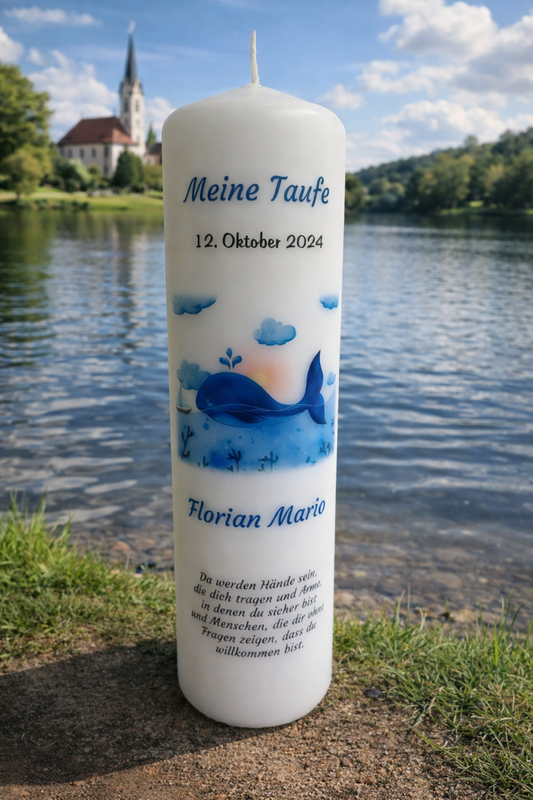 Meine Taufe
12. Oktober 2024
Florian Mario
Da werden Hände sein,
die dich tragen und Arme,
in denen du sicher bist
und Menschen, die dir ohne
Fragen zeigen, dass du
willkommen bist.